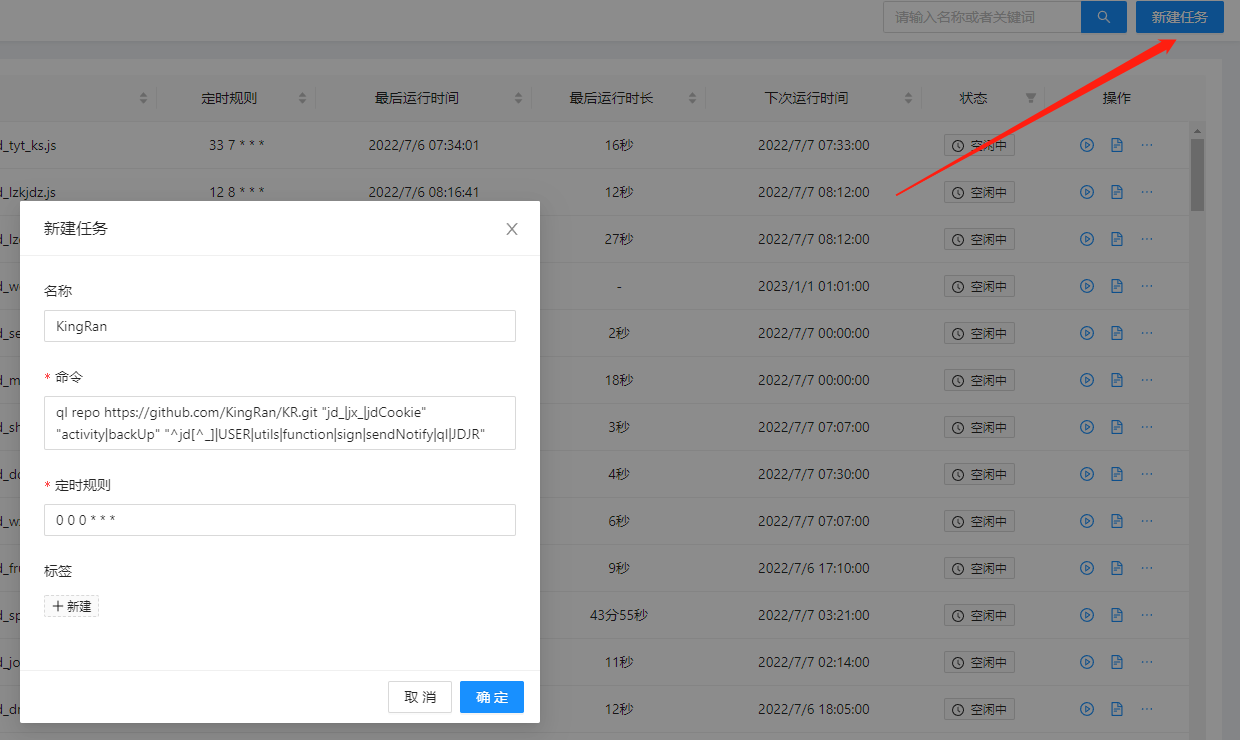 请输入名称或者关键词
新建任务
定时规则 最后运行时间 最后运行时长 下次运行时间 状态 操作
d_tyt_ks.js 33 7 * * * 2022/7/6 07:34:01 16秒 2022/7/7 07:33:00 空闲中
d_lzkjdz.js 12 8 * * * 2022/7/6 08:16:41 12秒 2022/7/7 08:12:00 空闲中
d_lz 27秒 2022/7/7 08:12:00 空闲中
d_w - 2023/1/1 01:01:00 空闲中
d_se 2秒 2022/7/7 00:00:00 空闲中
d_m 18秒 2022/7/7 00:00:00 空闲中
d_sh 3秒 2022/7/7 07:07:00 空闲中
d_do 4秒 2022/7/7 07:30:00 空闲中
d_w 6秒 2022/7/7 07:07:00 空闲中
d_fr 9秒 2022/7/6 17:10:00 空闲中
d_sp 43分55秒 2022/7/7 03:21:00 空闲中
d_jo 11秒 2022/7/7 02:14:00 空闲中
d_dr 12秒 2022/7/6 18:05:00 空闲中
新建任务
名称
KingRan
* 命令
ql repo https://github.com/KingRan/KR.git "jd_|jx_|jdCookie"
"activity|backUp" "^jd[^_]|USER|utils|function|sign|sendNotify|ql|JDJR"
* 定时规则
0 0 0 * * *
标签
+ 新建
取 消
确 定